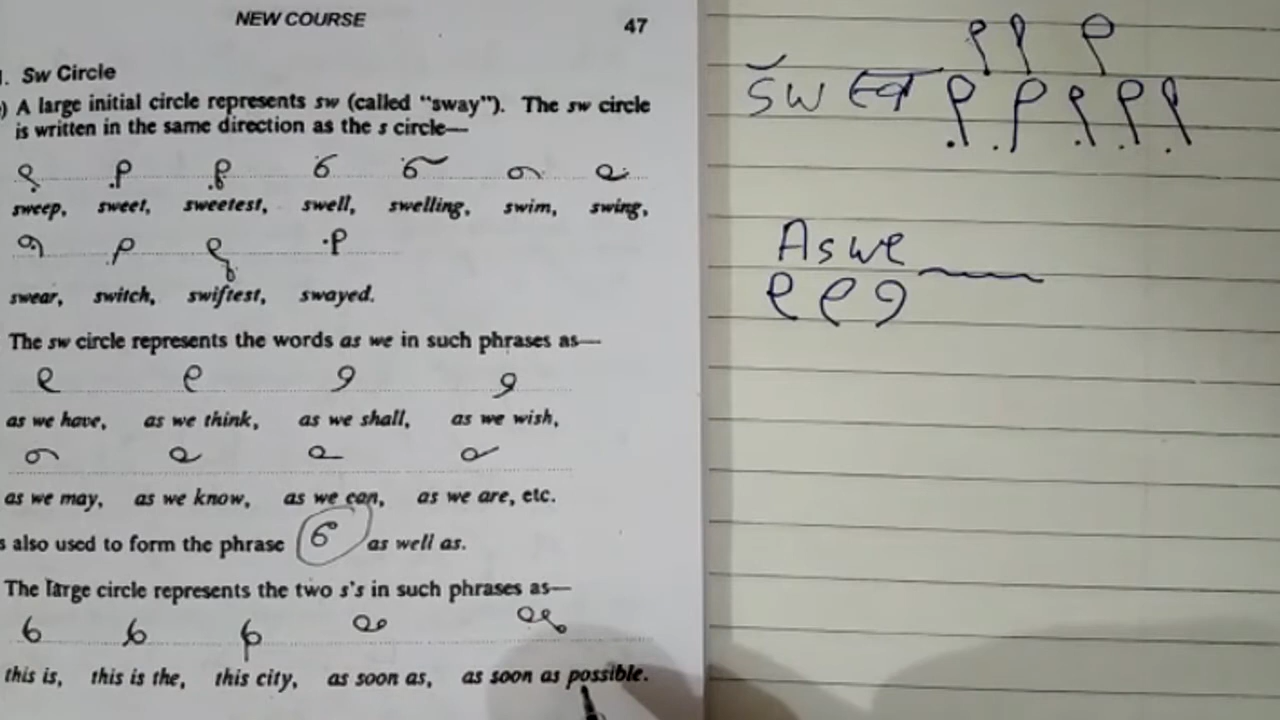 NEW COURSE 47
1. Sw Circle
) A large initial circle represents sw (called “sway”). The sw circle
is written in the same direction as the s circle—
sweep, sweet, sweetest, swell, swelling, swim, swing,
swear, switch, swiftest, swayed.
The sw circle represents the words as we in such phrases as—
as we have, as we think, as we shall, as we wish,
as we may, as we know, as we can, as we are, etc.
s also used to form the phrase as well as.
The large circle represents the two s's in such phrases as—
this is, this is the, this city, as soon as, as soon as possible.
Sw
As we